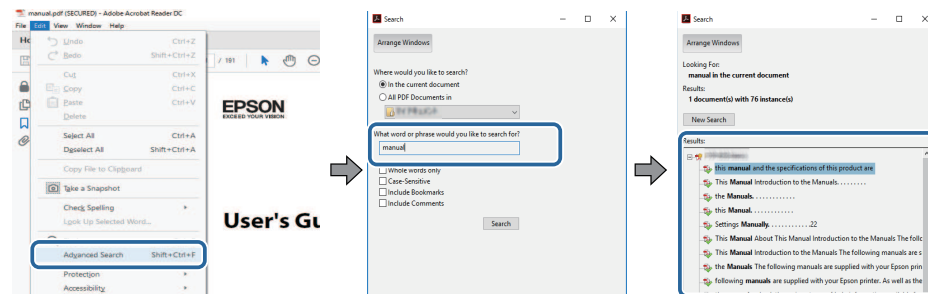 manual.pdf (SECURED) - Adobe Acrobat Reader DC
File Edit View Window Help
Undo Ctrl+Z
Redo Shift+Ctrl+Z
Cut Ctrl+X
Copy Ctrl+C
Paste Ctrl+V
Delete
Select All Ctrl+A
Deselect All Shift+Ctrl+A
Copy File to Clipboard
Take a Snapshot
Check Spelling
Look Up Selected Word...
Advanced Search Shift+Ctrl+F
Protection
Accessibility
/ 191
EPSON
EXCEED YOUR VISION
User's Gu
Search
Arrange Windows
Where would you like to search?
In the current document
All PDF Documents in
What word or phrase would you like to search for?
manual
Whole words only
Case-Sensitive
Include Bookmarks
Include Comments
Search
Search
Arrange Windows
Looking For:
manual in the current document
Results:
1 document(s) with 76 instance(s)
New Search
Results:
this manual and the specifications of this product are
This Manual Introduction to the Manuals. . . . . . . . .
the Manuals. . . . . . . . . . . . .
this Manual. . . . . . . . . . . . .
Settings Manually. . . . . . . . . . . . .22
This Manual About This Manual Introduction to the Manuals The follc
This Manual Introduction to the Manuals The following manuals are s
the Manuals The following manuals are supplied with your Epson prin
following manuals are supplied with your Epson printer. As well as the